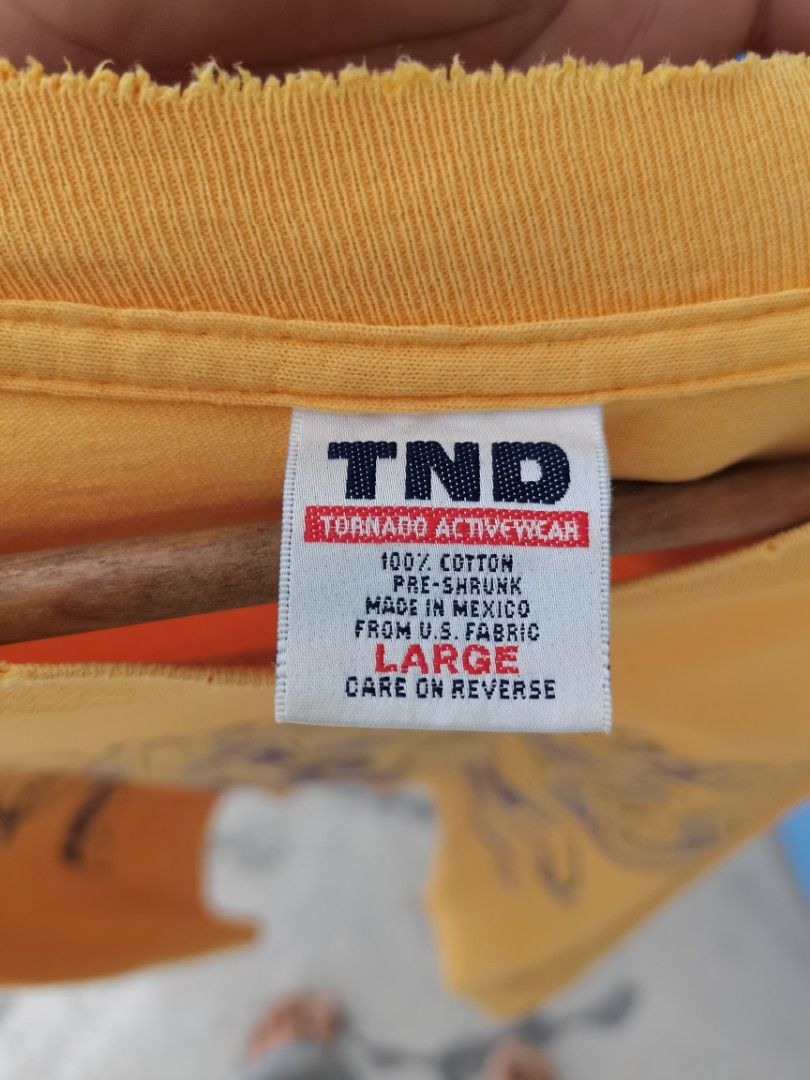 TND
TORNADO ACTIVEWEAR
100% COTTON
PRE-SHRUNK
MADE IN MEXICO
FROM U.S. FABRIC
LARGE
CARE ON REVERSE